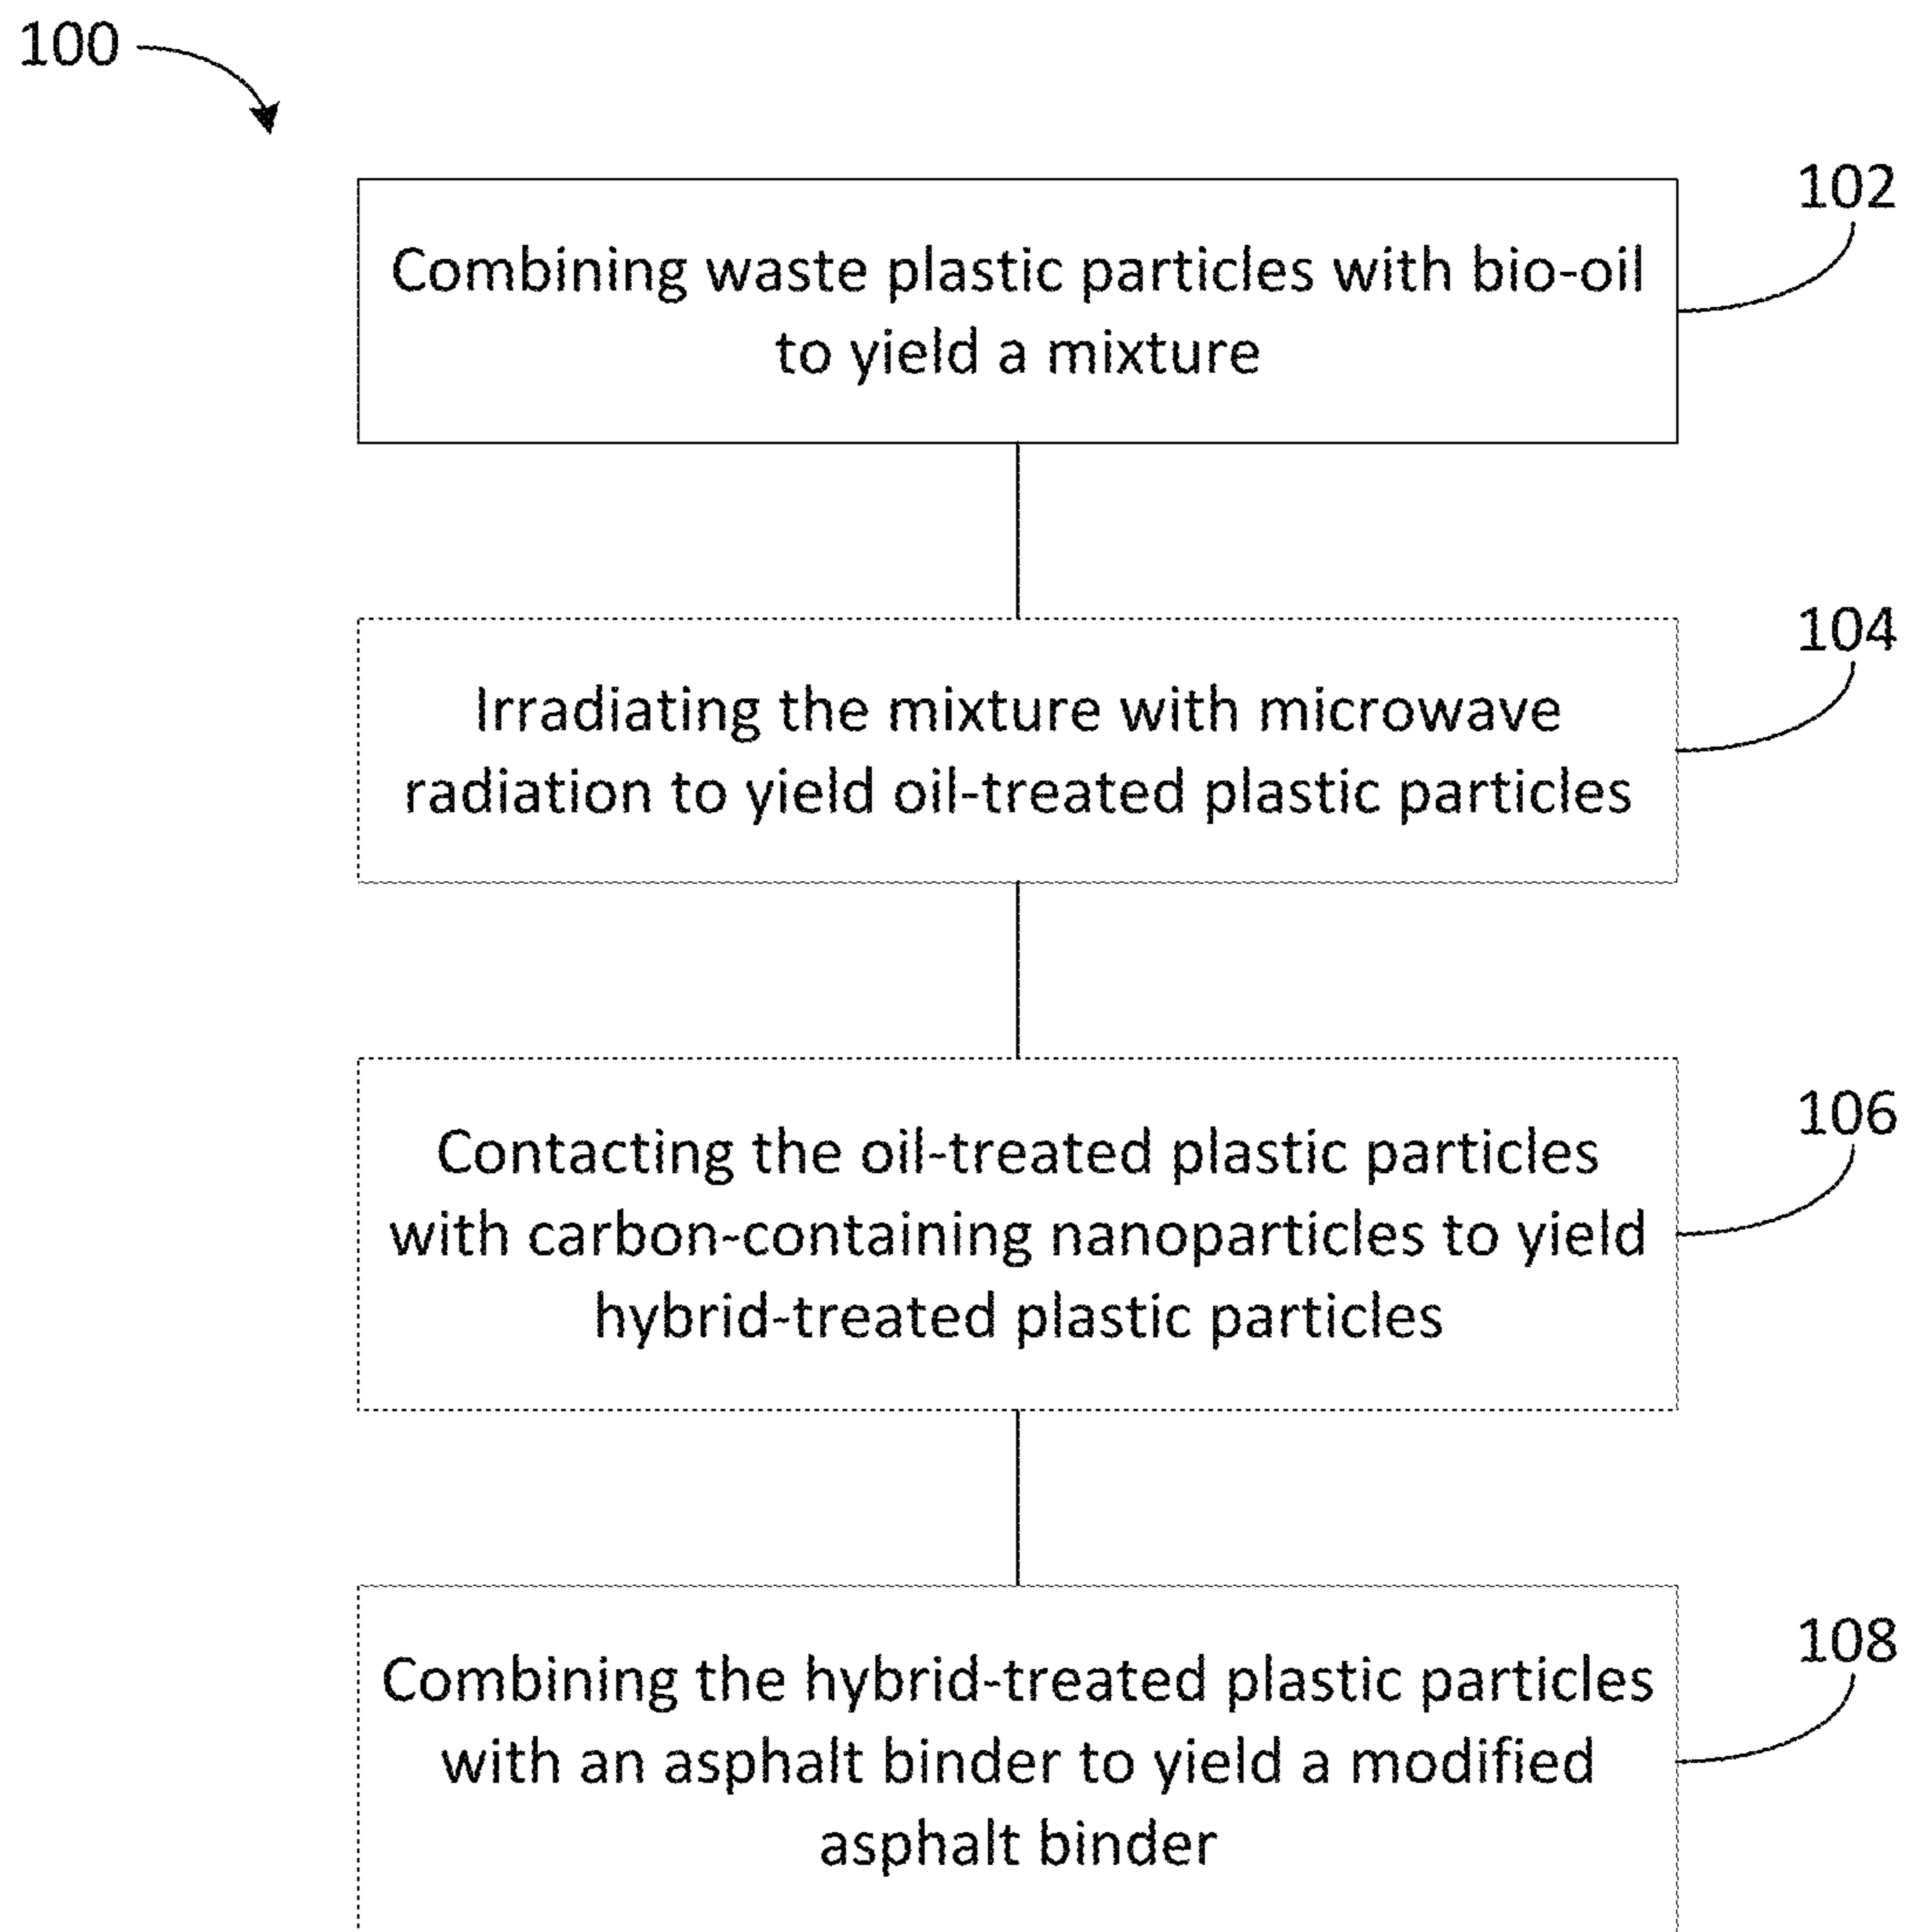 100
102
Combining waste plastic particles with bio-oil
to yield a mixture
104
Irradiating the mixture with microwave
radiation to yield oil-treated plastic particles
106
Contacting the oil-treated plastic particles
with carbon-containing nanoparticles to yield
hybrid-treated plastic particles
108
Combining the hybrid-treated plastic particles
with an asphalt binder to yield a modified
asphalt binder